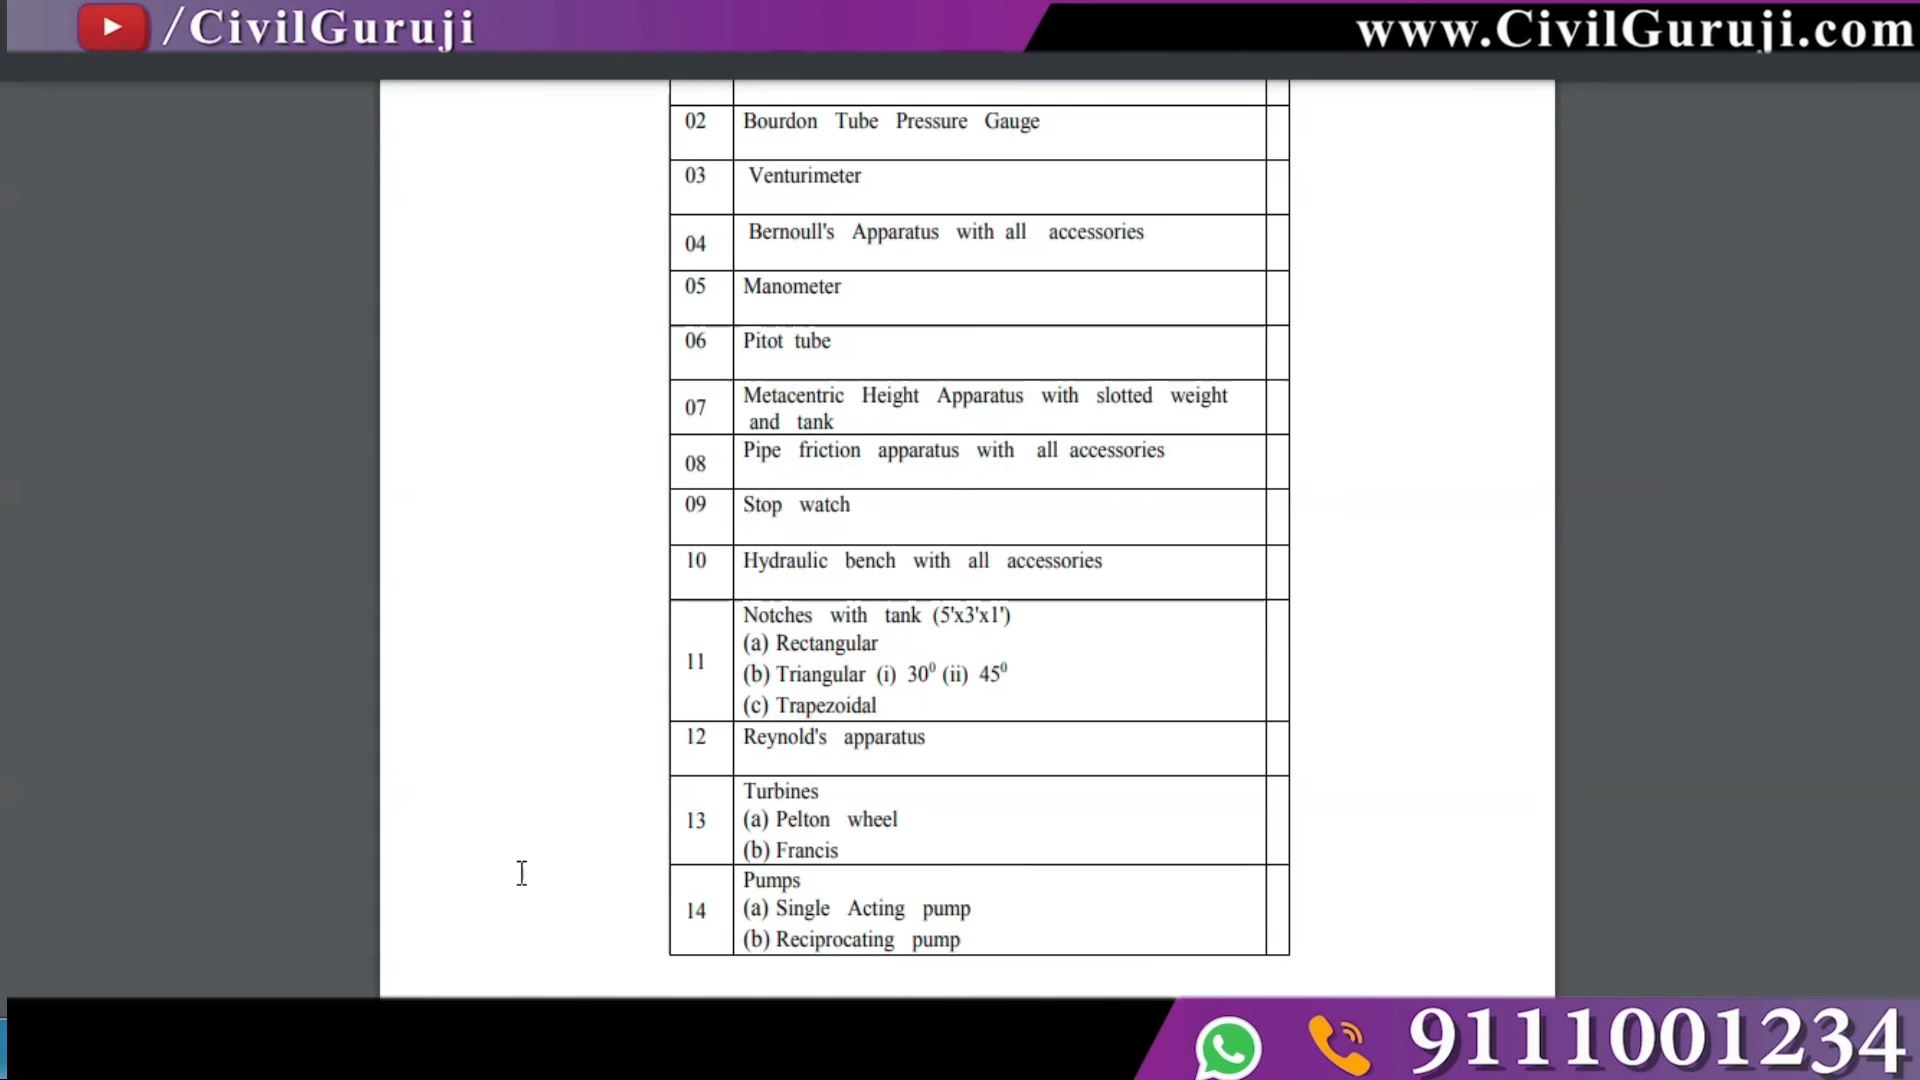 /CivilGuruji
www.CivilGuruji.com
02 Bourdon Tube Pressure Gauge
03 Venturimeter
04 Bernoull's Apparatus with all accessories
05 Manometer
06 Pitot tube
07 Metacentric Height Apparatus with slotted weight
and tank
08 Pipe friction apparatus with all accessories
09 Stop watch
10 Hydraulic bench with all accessories
11 Notches with tank (5'x3'x1')
(a) Rectangular
(b) Triangular (i) 30⁰ (ii) 45⁰
(c) Trapezoidal
12 Reynold's apparatus
13 Turbines
(a) Pelton wheel
(b) Francis
14 Pumps
(a) Single Acting pump
(b) Reciprocating pump
9111001234